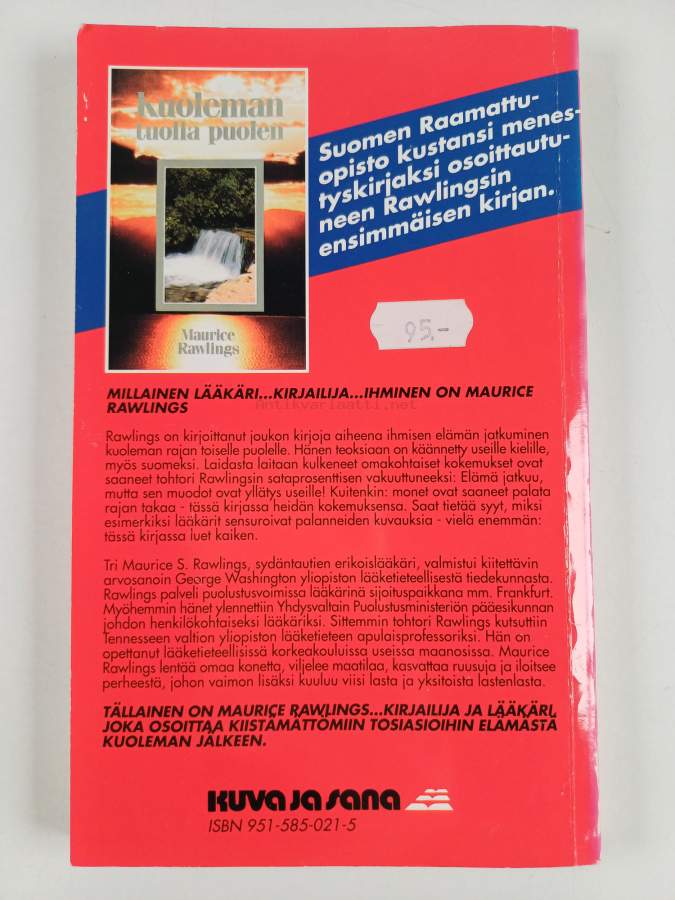 Kuoleman
tuolla puolen
Maurice
Rawlings
Suomen Raamattu-
opisto kustansi menes-
tyskirjaksi osoittautu-
neen Rawlingsin
ensimmäisen kirjan.
95.-
MILLAINEN LÄÄKÄRI...KIRJAILIJA...IHMINEN ON MAURICE
RAWLINGS
Antikvariaatti.net
Rawlings on kirjoittanut joukon kirjoja aiheena ihmisen elämän jatkuminen
kuoleman rajan toiselle puolelle. Hänen teoksiaan on käännetty useille kielille,
myös suomeksi. Laidasta laitaan kulkeneet omakohtaiset kokemukset ovat
saaneet tohtori Rawlingsin sataprosenttisen vakuuttuneeksi: Elämä jatkuu,
mutta sen muodot ovat yllätys useille! Kuitenkin: monet ovat saaneet palata
rajan takaa - tässä kirjassa heidän kokemuksensa. Saat tietää syyt, miksi
esimerkiksi lääkärit sensuroivat palanneiden kuvauksia - vielä enemmän:
tässä kirjassa luet kaiken.
Tri Maurice S. Rawlings, sydäntautien erikoislääkäri, valmistui kiitettävin
arvosanoin George Washington yliopiston lääketieteellisestä tiedekunnasta.
Rawlings palveli puolustusvoimissa lääkärinä sijoituspaikkana mm. Frankfurt.
Myöhemmin hänet ylennettiin Yhdysvaltain Puolustusministeriön pääesikunnan
johdon henkilökohtaiseksi lääkäriksi. Sittemmin tohtori Rawlings kutsuttiin
Tennesseen valtion yliopiston lääketieteen apulaisprofessoriksi. Hän on
opettanut lääketieteellisissä korkeakouluissa useissa maanosissa. Maurice
Rawlings lentää omaa konetta, viljelee maatilaa, kasvattaa ruusuja ja iloitsee
perheestä, johon vaimon lisäksi kuuluu viisi lasta ja yksitoista lastenlasta.
TÄLLAINEN ON MAURICE RAWLINGS...KIRJAILIJA JA LÄÄKÄRI,
JOKA OSOITTAA KIISTÄMÄTTÖMIIN TOSIASIOIHIN ELÄMÄSTÄ
KUOLEMAN JÄLKEEN.
KUVA JA SANA
ISBN 951-585-021-5